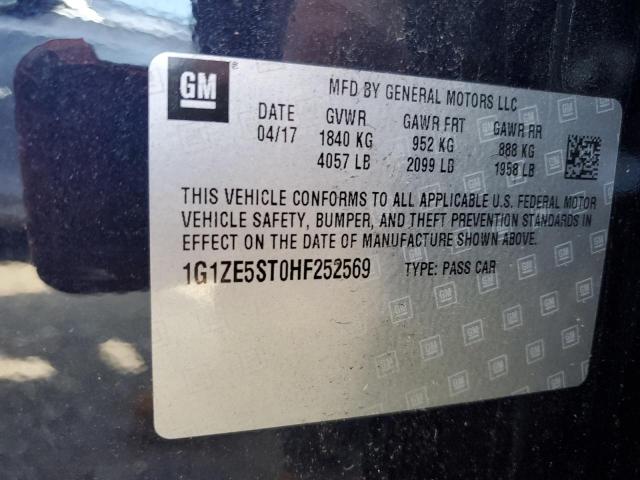 GM ® MFD BY GENERAL MOTORS LLC
DATE GVWR GAWR FRT GAWR RR
04/17 1840 KG 952 KG 888 KG
4057 LB 2099 LB 1958 LB
THIS VEHICLE CONFORMS TO ALL APPLICABLE U.S. FEDERAL MOTOR
VEHICLE SAFETY, BUMPER, AND THEFT PREVENTION STANDARDS IN
EFFECT ON THE DATE OF MANUFACTURE SHOWN ABOVE.
1G1ZE5ST0HF252569 TYPE: PASS CAR